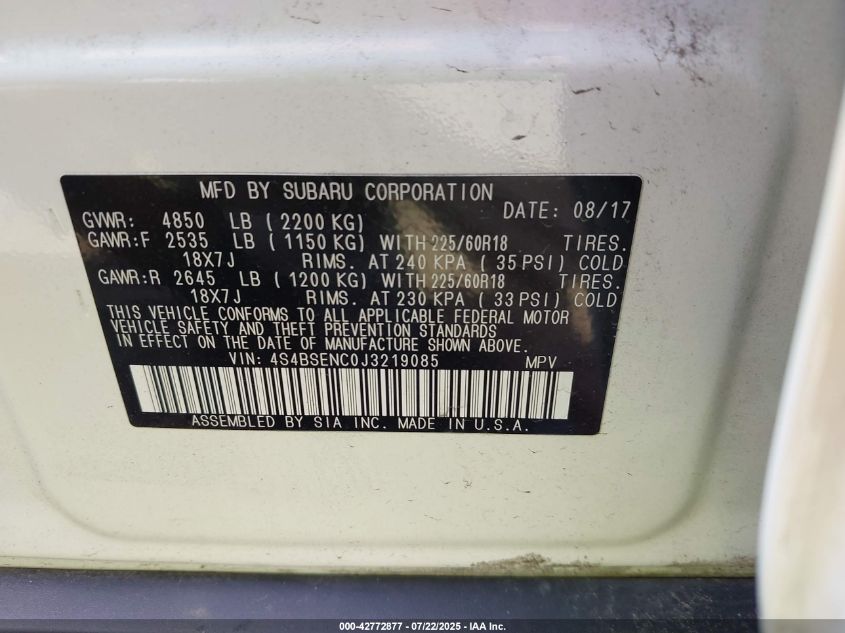 MFD BY SUBARU CORPORATION
DATE: 08/17
GVWR: 4850 LB ( 2200 KG)
GAWR:F 2535 LB ( 1150 KG) WITH 225/60R18 TIRES.
18X7J RIMS. AT 240 KPA ( 35 PSI) COLD
GAWR:R 2645 LB ( 1200 KG) WITH 225/60R18 TIRES.
18X7J RIMS. AT 230 KPA ( 33 PSI) COLD
THIS VEHICLE CONFORMS TO ALL APPLICABLE FEDERAL MOTOR
VEHICLE SAFETY AND THEFT PREVENTION STANDARDS
IN EFFECT ON THE DATE OF MANUFACTURE SHOWN ABOVE.
VIN: 4S4BSENC0J3219085 MPV
ASSEMBLED BY SIA INC. MADE IN U.S.A.
000-42772877 - 07/22/2025 - IAA Inc.